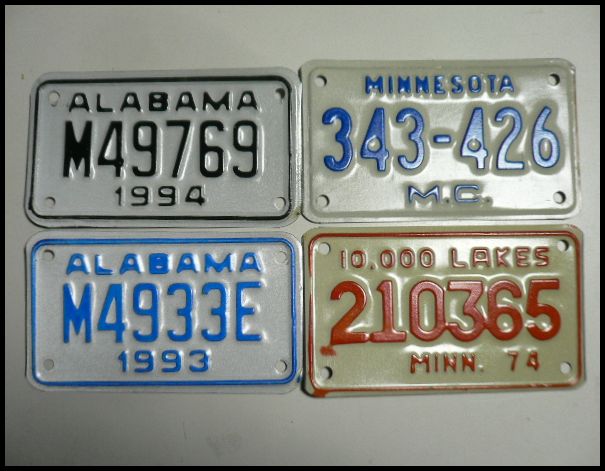 ALABAMA
M49769
1994
MINNESOTA
343-426
M.C.
ALABAMA
M4933E
1993
10,000 LAKES
210365
MINN. 74